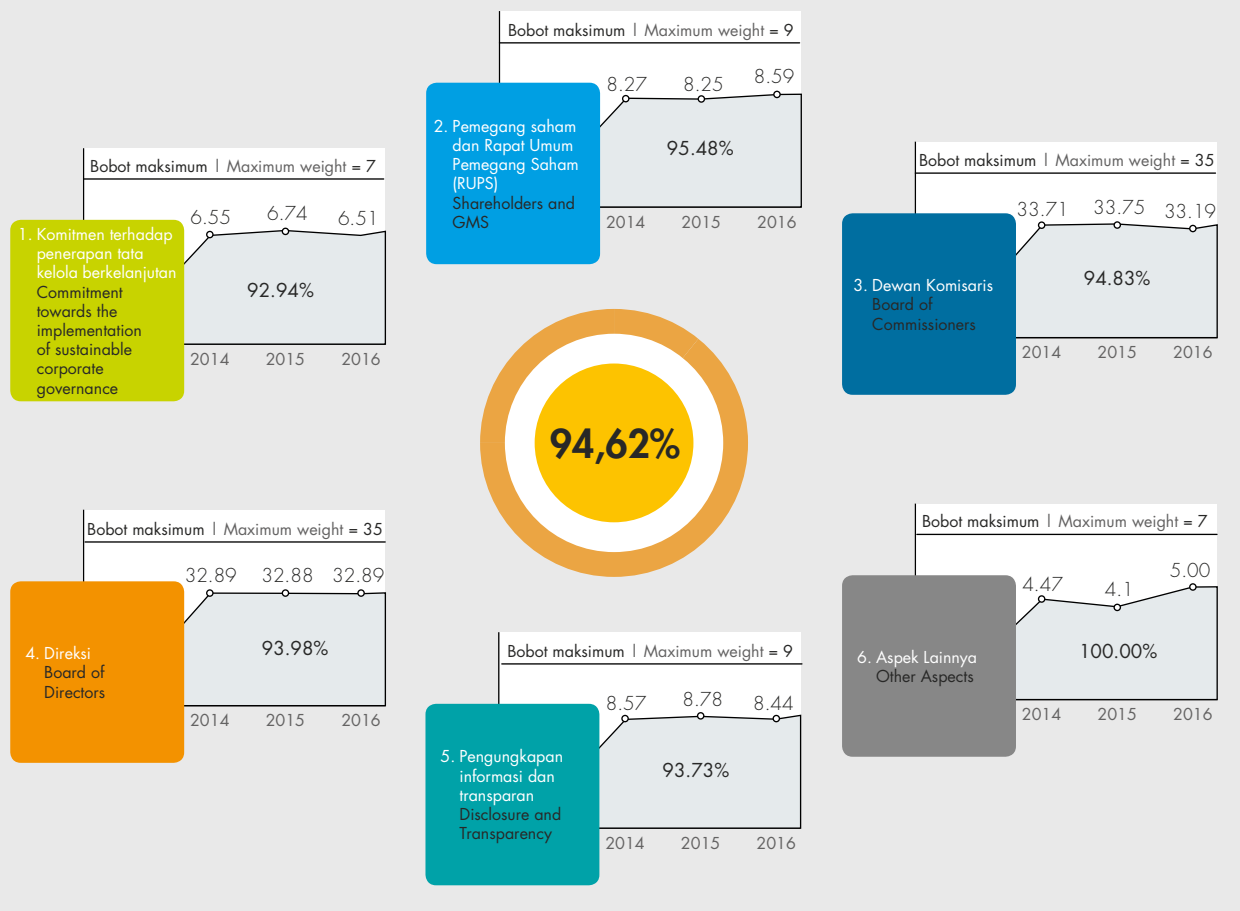 Bobot maksimum | Maximum weight = 7
6.55 6.74 6.51
1. Komitmen terhadap
penerapan tata
kelola berkelanjutan
Commitment
towards the
implementation
of sustainable
corporate
governance
92.94%
2014 2015 2016
Bobot maksimum | Maximum weight = 9
8.27 8.25 8.59
2. Pemegang saham
dan Rapat Umum
Pemegang Saham
(RUPS)
Shareholders and
GMS
95.48%
2014 2015 2016
Bobot maksimum | Maximum weight = 35
33.71 33.75 33.19
3. Dewan Komisaris
Board of
Commissioners
94.83%
2014 2015 2016
94,62%
Bobot maksimum | Maximum weight = 35
32.89 32.88 32.89
4. Direksi
Board of
Directors
93.98%
2014 2015 2016
Bobot maksimum | Maximum weight = 9
8.57 8.78 8.44
5. Pengungkapan
informasi dan
transparan
Disclosure and
Transparency
93.73%
2014 2015 2016
Bobot maksimum | Maximum weight = 7
4.47 4.1 5.00
6. Aspek Lainnya
Other Aspects
100.00%
2014 2015 2016